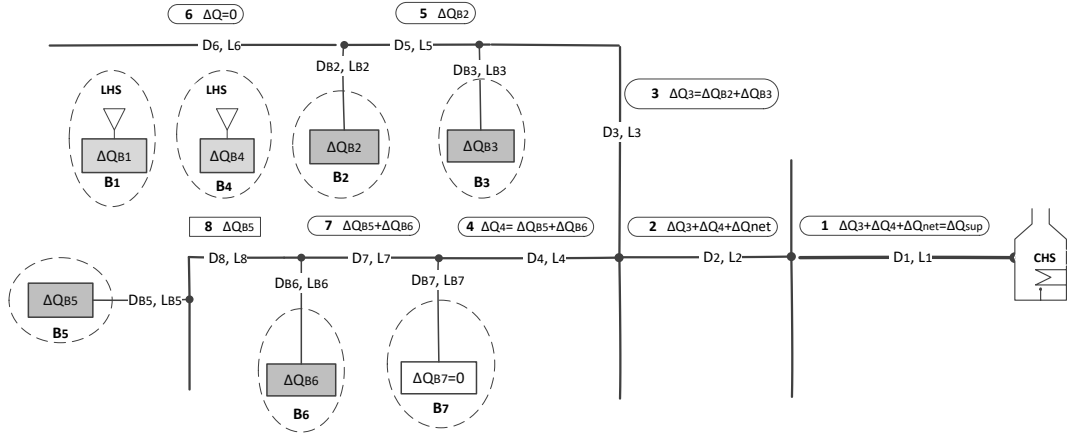 6 ΔQ=0
5 ΔQB2
D6, L6
D5, L5
DB2, LB2
DB3, LB3
LHS
LHS
3 ΔQ3=ΔQB2+ΔQB3
D3, L3
ΔQB1
ΔQB4
ΔQB2
ΔQB3
B1
B4
B2
B3
8 ΔQB5
7 ΔQB5+ΔQB6
4 ΔQ4= ΔQB5+ΔQB6
2 ΔQ3+ΔQ4+ΔQnet
1 ΔQ3+ΔQ4+ΔQnet=ΔQsup
D8, L8
D7, L7
D4, L4
D2, L2
D1, L1
CHS
DB6, LB6
DB7, LB7
ΔQB5
DB5, LB5
B5
ΔQB6
ΔQB7=0
B6
B7